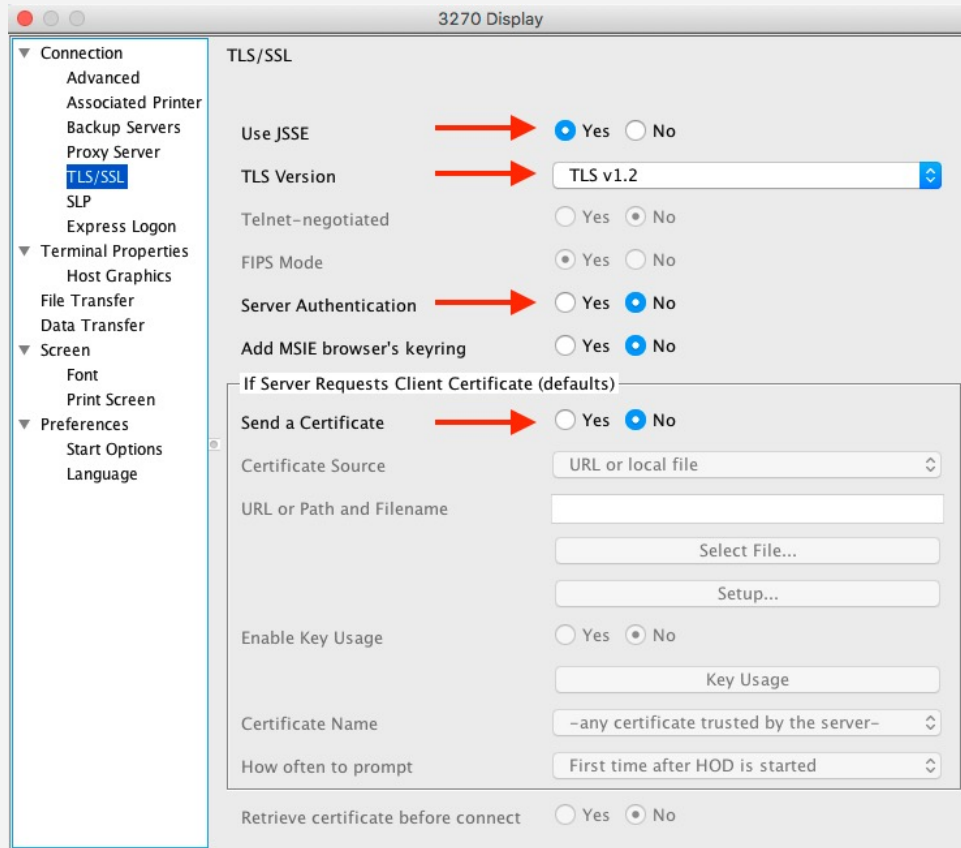 3270 Display
Connection
Advanced
Associated Printer
Backup Servers
Proxy Server
TLS/SSL
SLP
Express Logon
Terminal Properties
Host Graphics
File Transfer
Data Transfer
Screen
Font
Print Screen
Preferences
Start Options
Language
TLS/SSL
Use JSSE Yes No
TLS Version TLS v1.2
Telnet-negotiated Yes No
FIPS Mode Yes No
Server Authentication Yes No
Add MSIE browser's keyring Yes No
If Server Requests Client Certificate (defaults)
Send a Certificate Yes No
Certificate Source URL or local file
URL or Path and Filename
Select File...
Setup...
Enable Key Usage Yes No
Key Usage
Certificate Name -any certificate trusted by the server-
How often to prompt First time after HOD is started
Retrieve certificate before connect Yes No